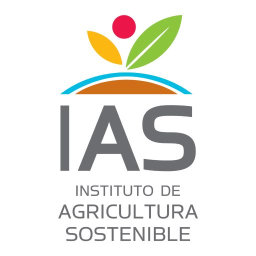 IAS
INSTITUTO DE
AGRICULTURA
SOSTENIBLE